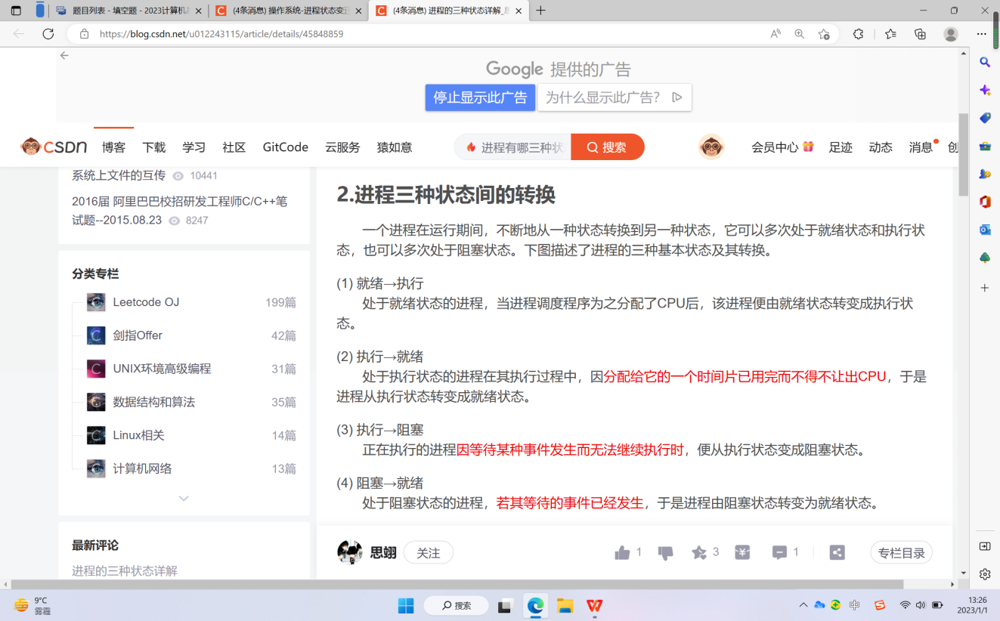 题目列表 - 填空题 - 2023计算机
(4条消息) 操作系统-进程状态变迁
(4条消息) 进程的三种状态详解_
https://blog.csdn.net/u012243115/article/details/45848859
Google 提供的广告
停止显示此广告
为什么显示此广告?
CSDN
博客
下载
学习
社区
GitCode
云服务
猿如意
进程有哪三种状
搜索
会员中心
足迹
动态
消息
创
系统上文件的互传 10441
2016届 阿里巴巴校招研发工程师C/C++笔
试题--2015.08.23 8247
分类专栏
Leetcode OJ 199篇
剑指Offer 42篇
UNIX环境高级编程 31篇
数据结构和算法 35篇
Linux相关 14篇
计算机网络 13篇
最新评论
进程的三种状态详解
2.进程三种状态间的转换
一个进程在运行期间，不断地从一种状态转换到另一种状态，它可以多次处于就绪状态和执行状
态，也可以多次处于阻塞状态。下图描述了进程的三种基本状态及其转换。
(1) 就绪→执行
处于就绪状态的进程，当进程调度程序为之分配了CPU后，该进程便由就绪状态转变成执行状
态。
(2) 执行→就绪
处于执行状态的进程在其执行过程中，因分配给它的一个时间片已用完而不得不让出CPU，于是
进程从执行状态转变成就绪状态。
(3) 执行→阻塞
正在执行的进程因等待某种事件发生而无法继续执行时，便从执行状态变成阻塞状态。
(4) 阻塞→就绪
处于阻塞状态的进程，若其等待的事件已经发生，于是进程由阻塞状态转变为就绪状态。
思翊
关注
1
3
1
专栏目录
9°C
雾霾
搜索
中
13:26
2023/1/1